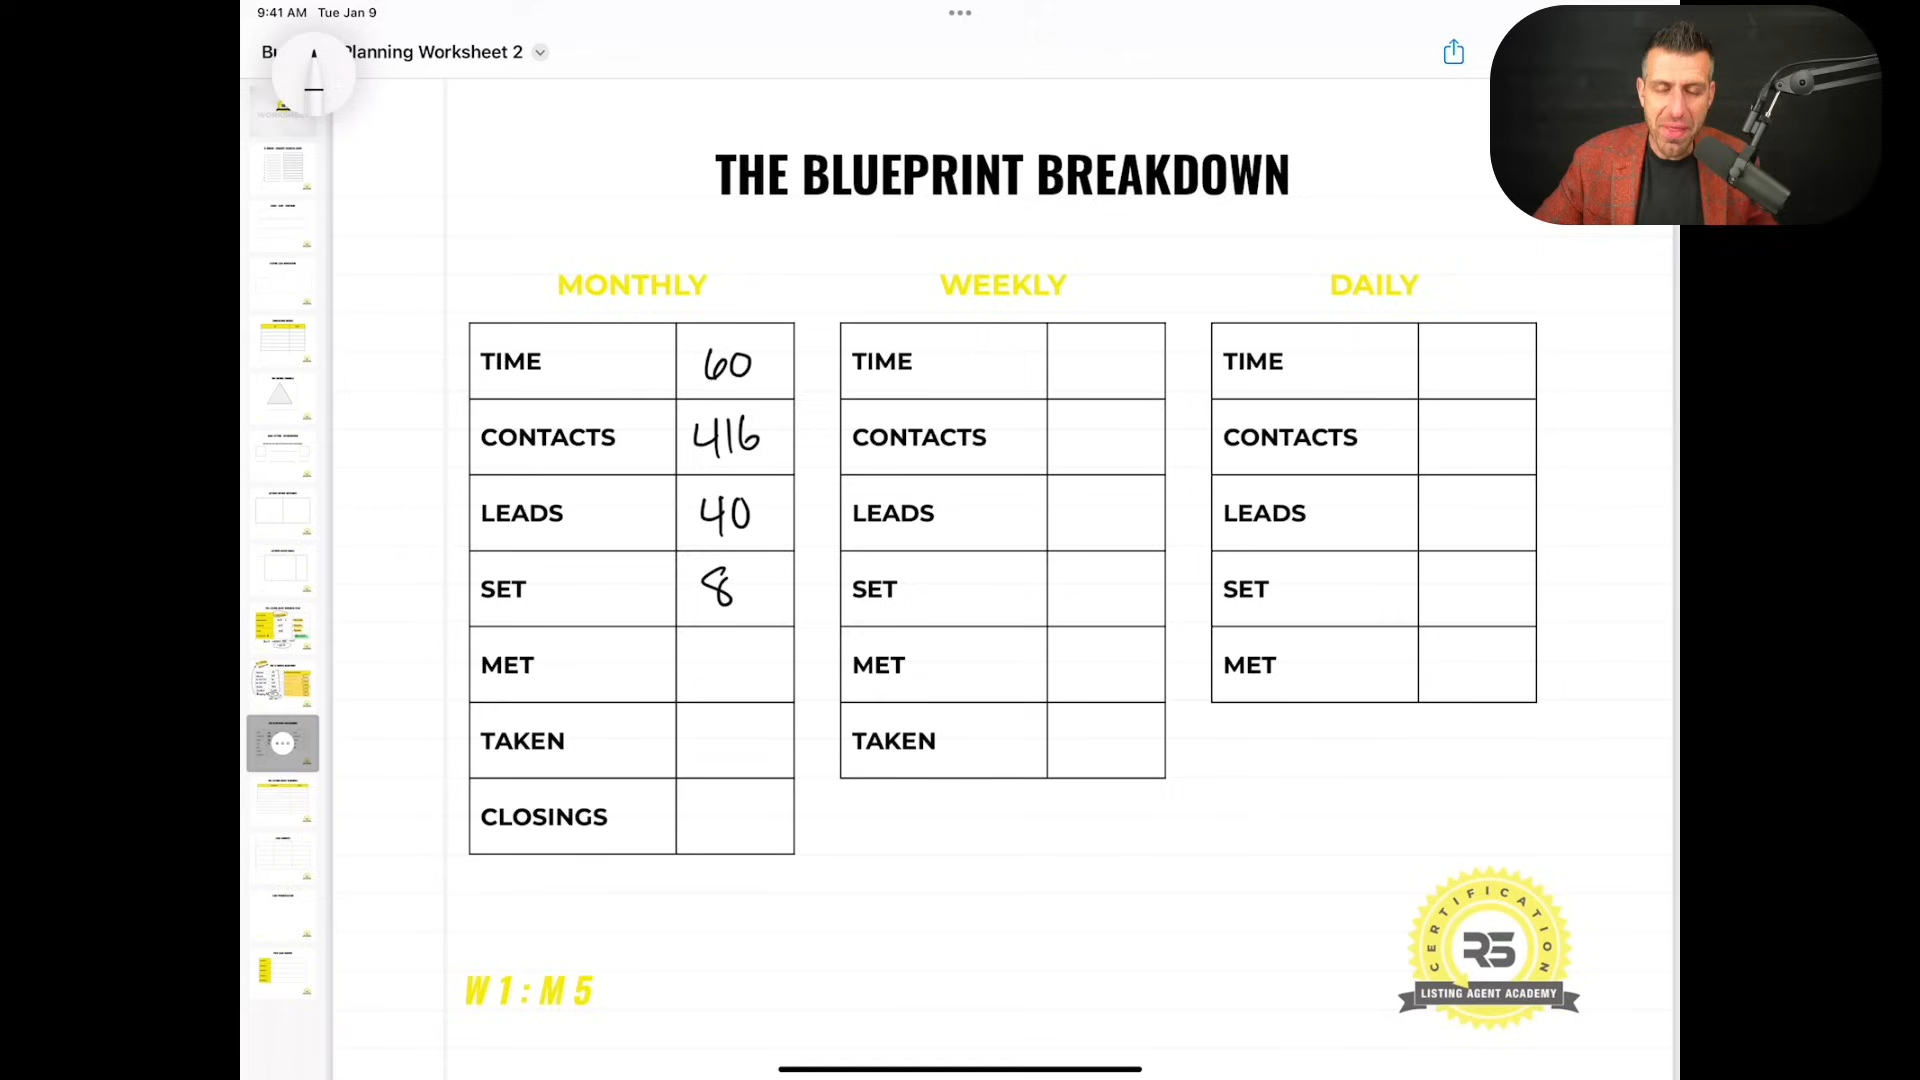 9:41 AM Tue Jan 9
Planning Worksheet 2
THE BLUEPRINT BREAKDOWN
MONTHLY
TIME 60
CONTACTS 416
LEADS 40
SET 8
MET
TAKEN
CLOSINGS
WEEKLY
TIME
CONTACTS
LEADS
SET
MET
TAKEN
DAILY
TIME
CONTACTS
LEADS
SET
MET
W1:M5
CERTIFICATION
R5
LISTING AGENT ACADEMY